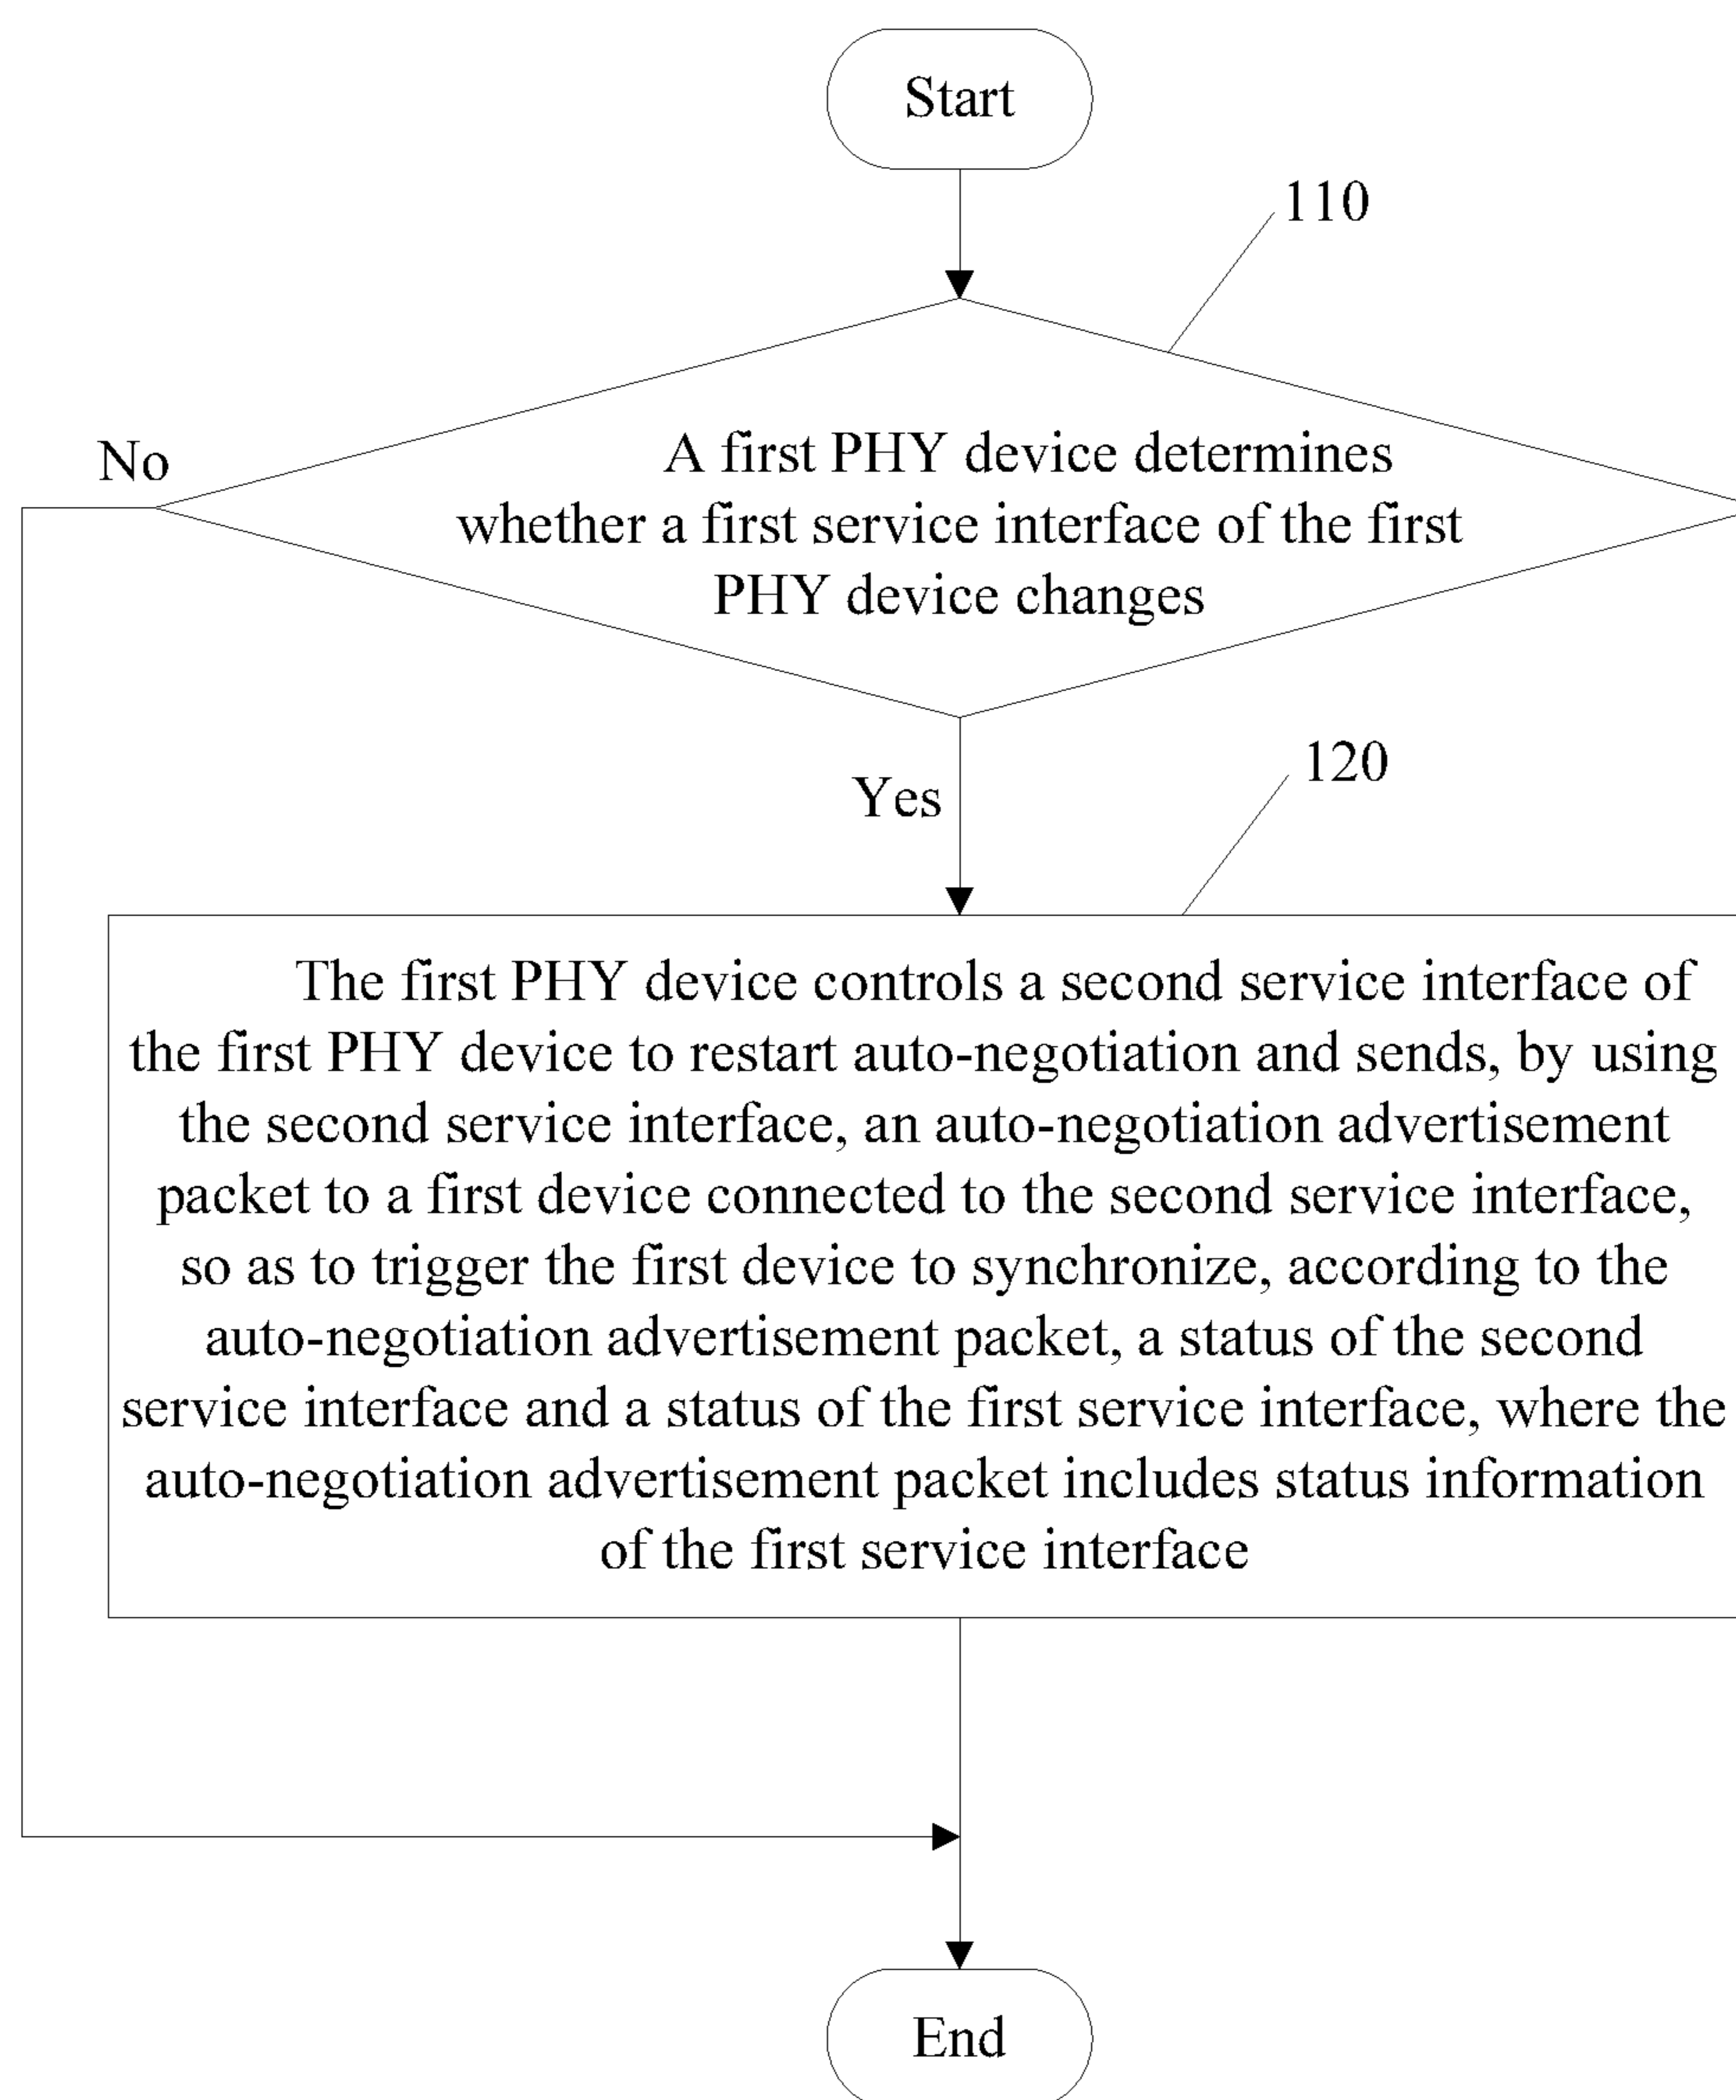 Start
110
A first PHY device determines
whether a first service interface of the first
PHY device changes
No
Yes
120
The first PHY device controls a second service interface of
the first PHY device to restart auto-negotiation and sends, by using
the second service interface, an auto-negotiation advertisement
packet to a first device connected to the second service interface,
so as to trigger the first device to synchronize, according to the
auto-negotiation advertisement packet, a status of the second
service interface and a status of the first service interface, where the
auto-negotiation advertisement packet includes status information
of the first service interface
End